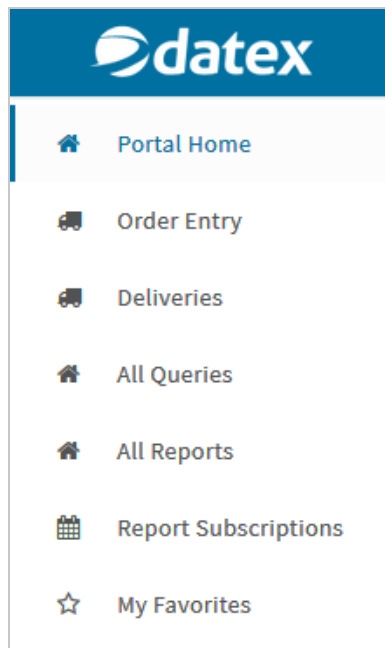 datex
Portal Home
Order Entry
Deliveries
All Queries
All Reports
Report Subscriptions
My Favorites